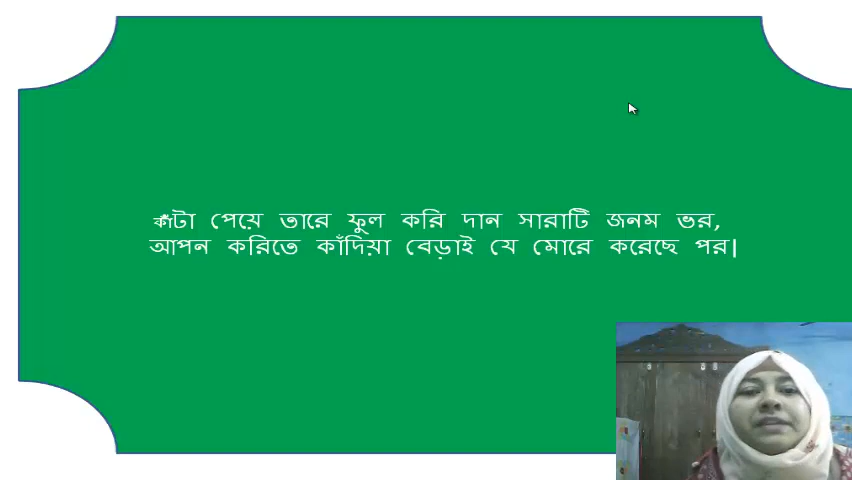 কাঁটা পেয়ে তারে ফুল করি দান সারাটি জনম ভর,
আপন করিতে কাঁদিয়া বেড়াই যে মোরে করেছে পর।